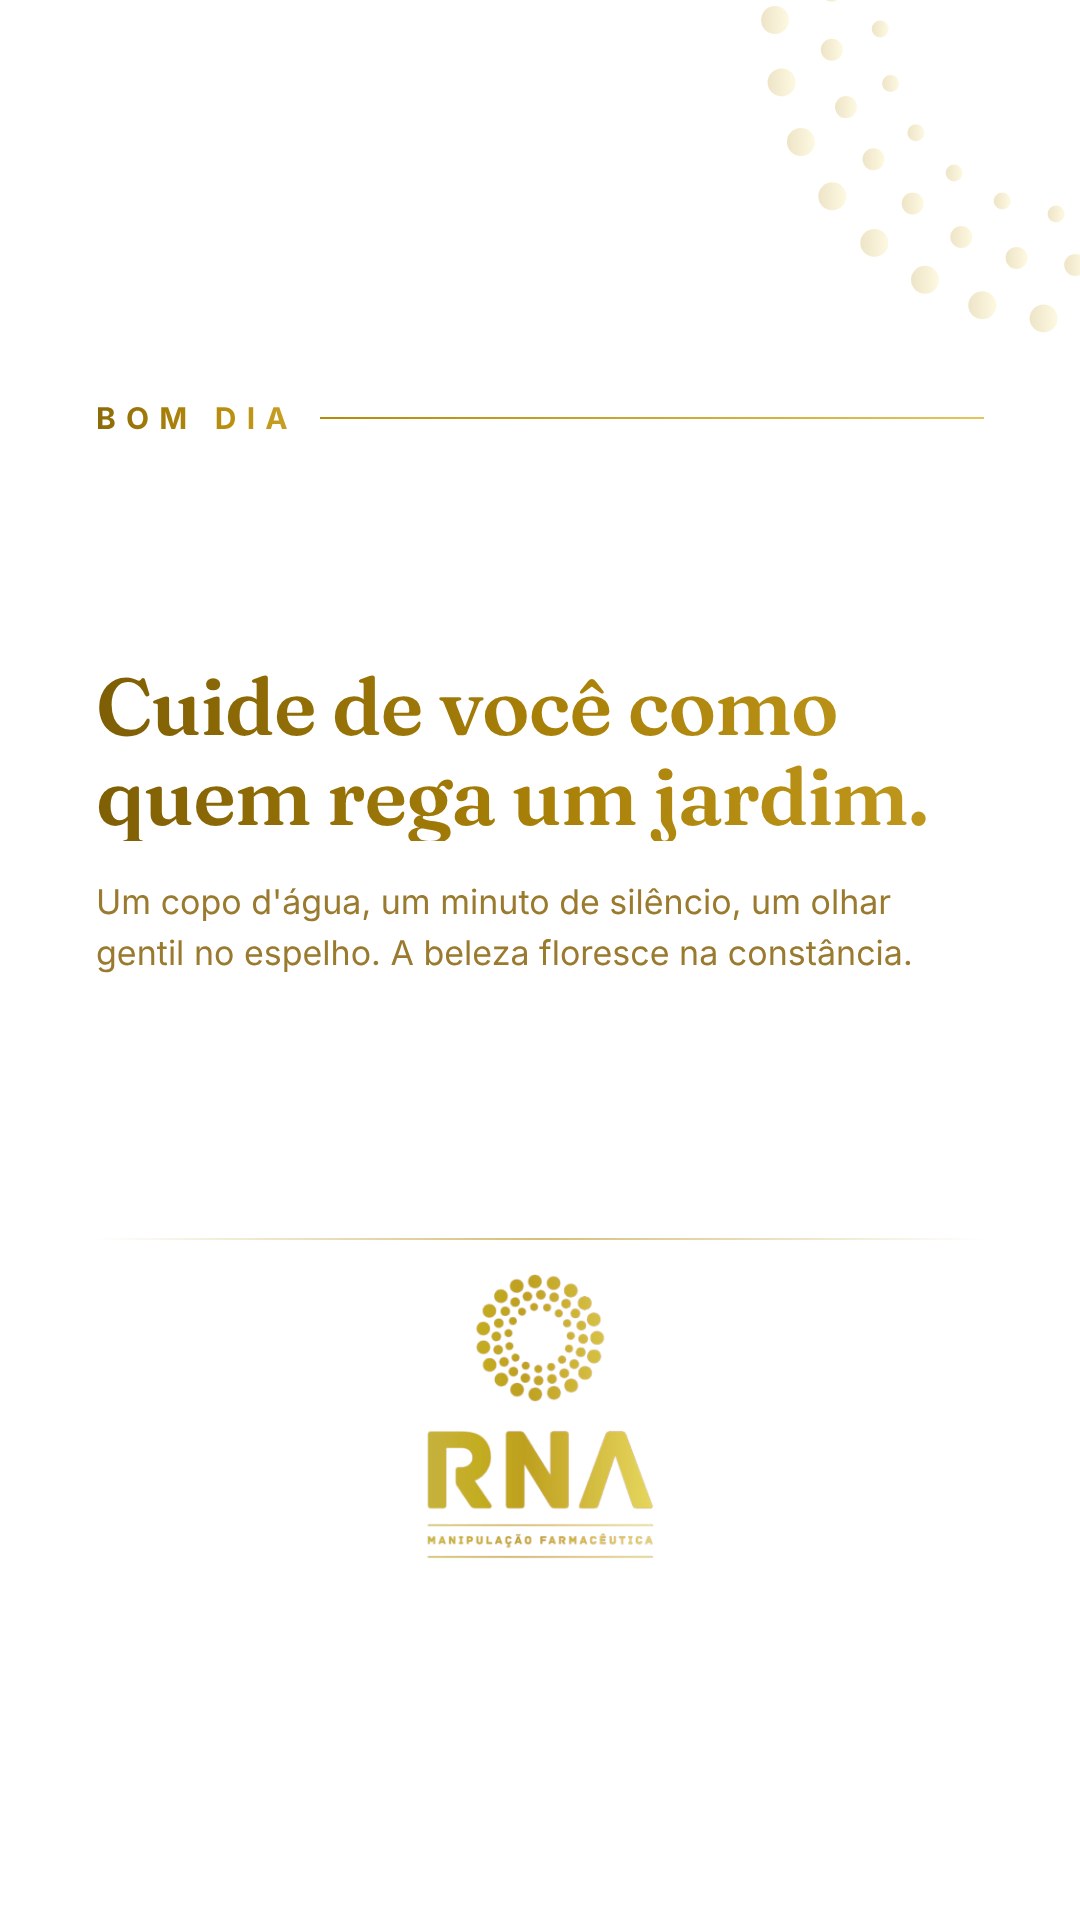 BOM DIA
Cuide de você como
quem rega um jardim.
Um copo d'água, um minuto de silêncio, um olhar
gentil no espelho. A beleza floresce na constância.
RNA
MANIPULAÇÃO FARMACÊUTICA